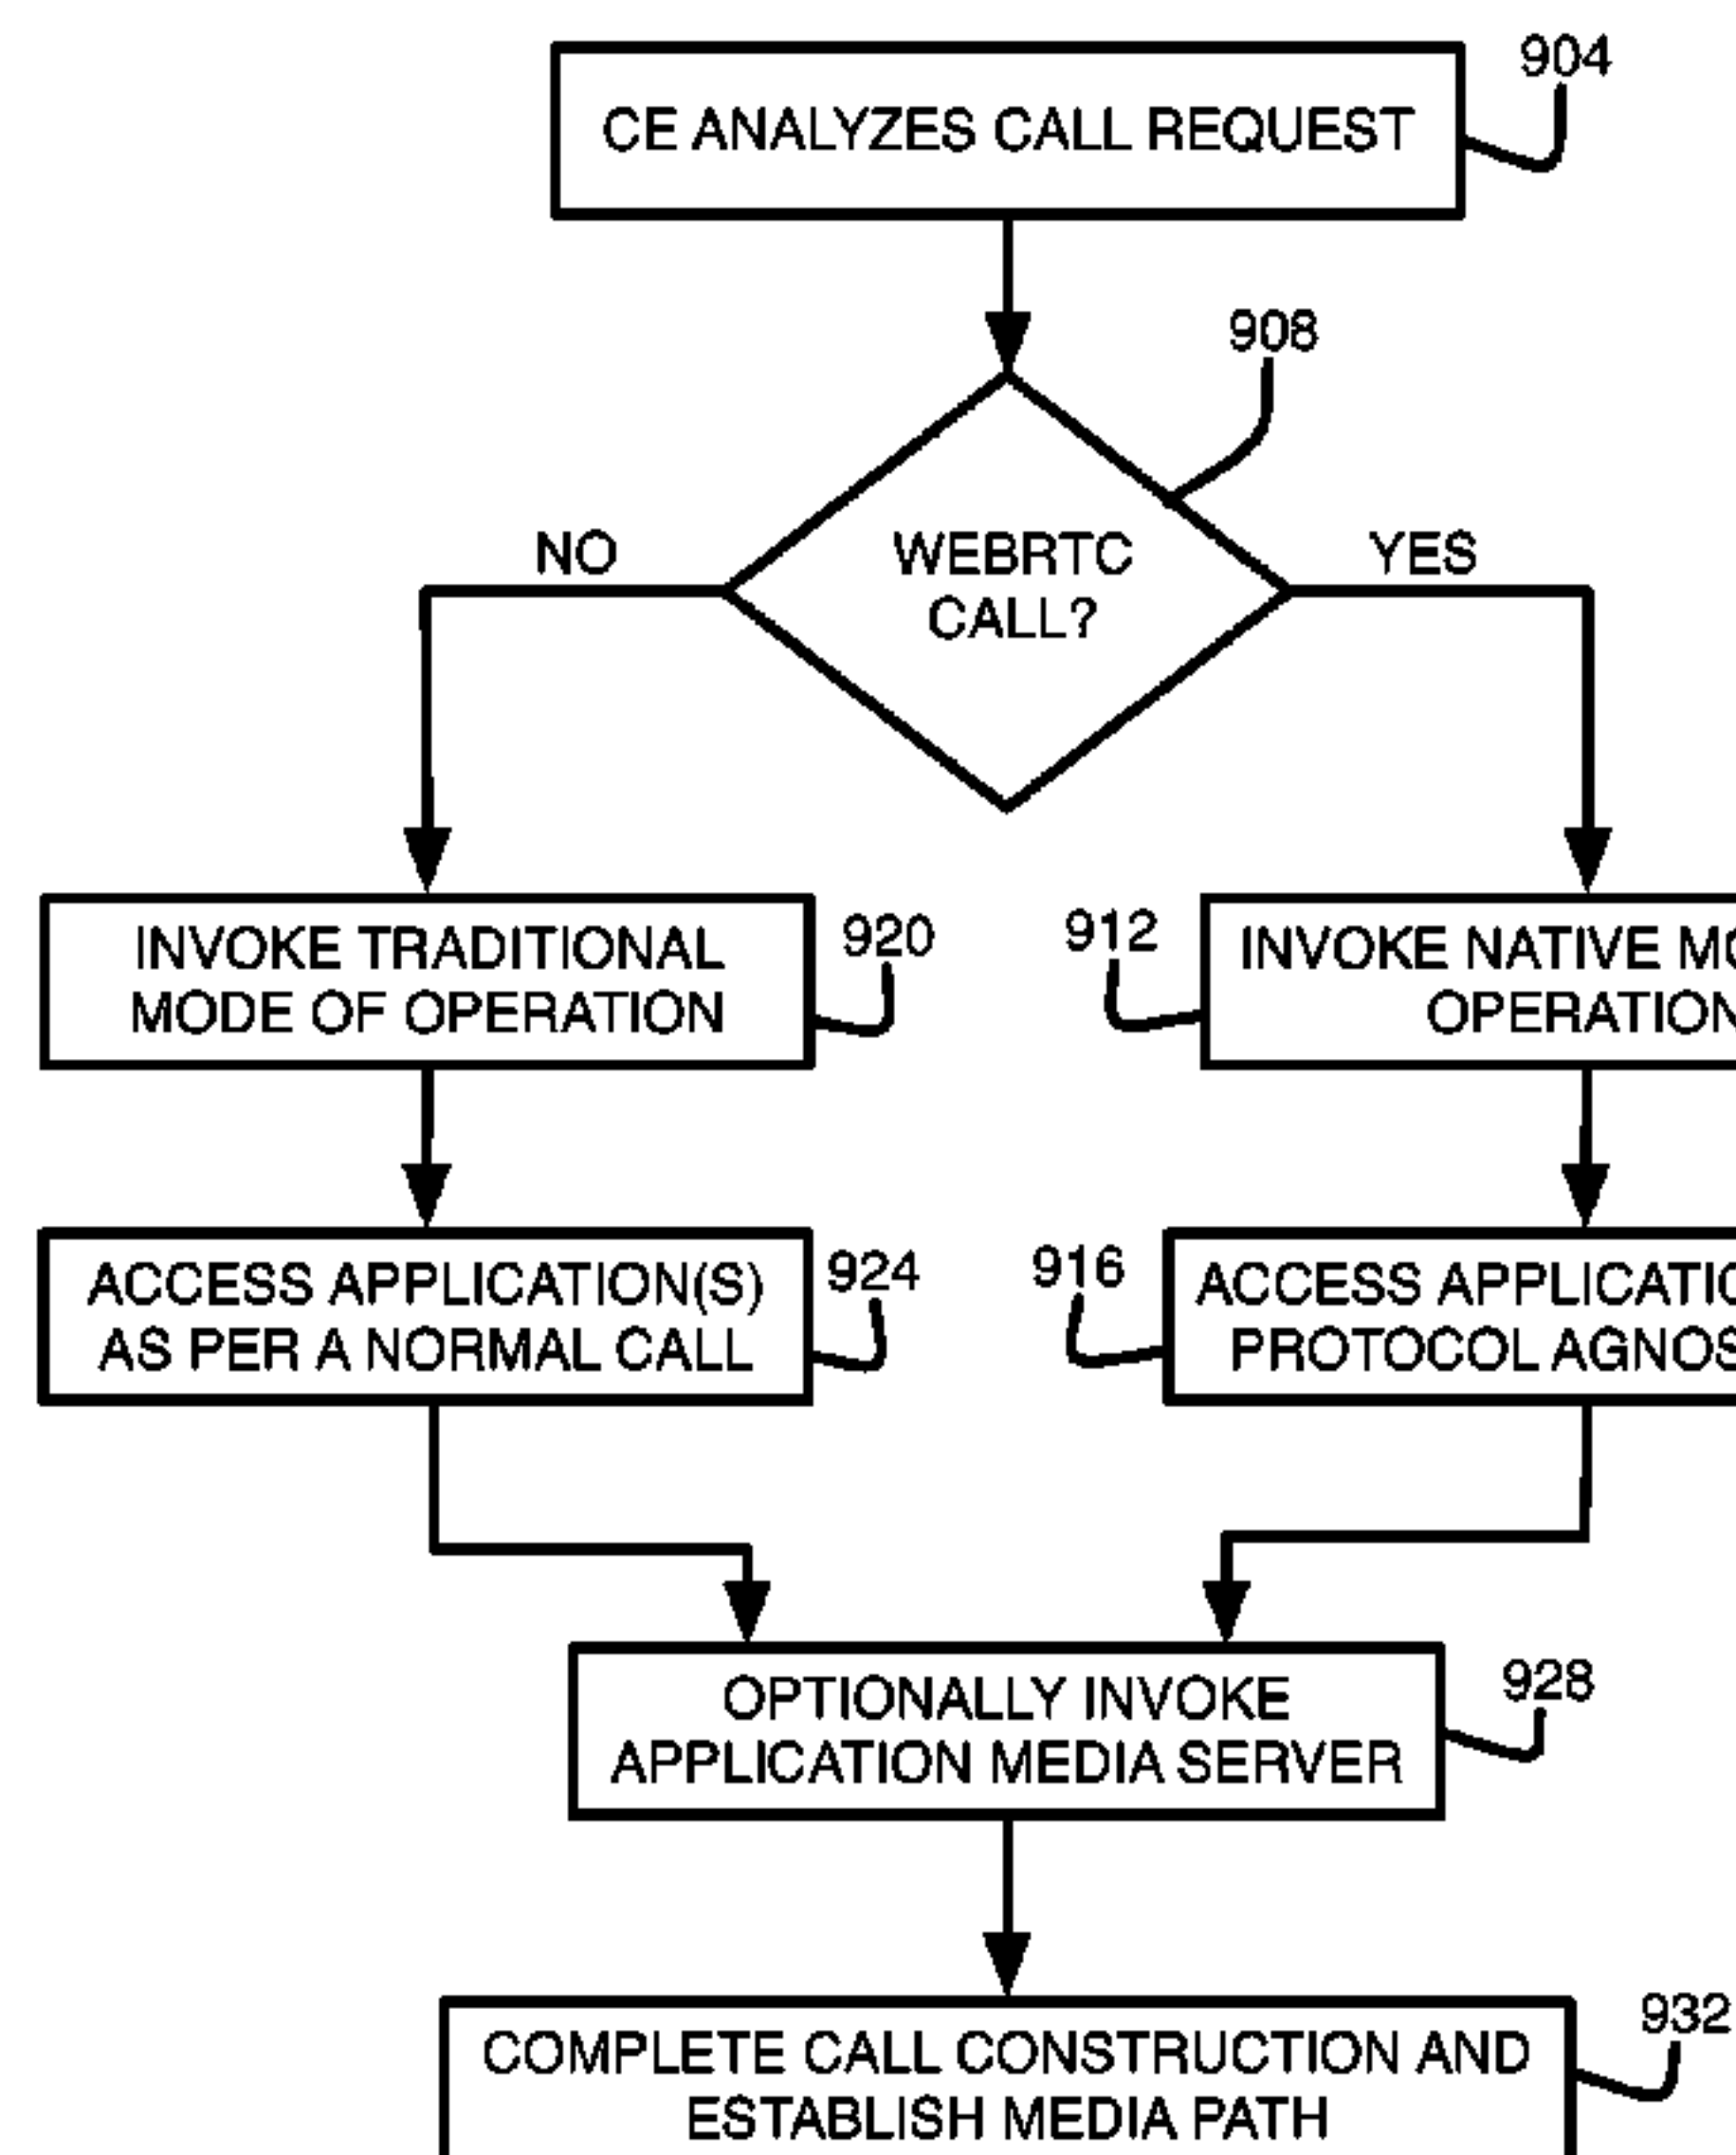 904
CE ANALYZES CALL REQUEST
908
NO
WEBRTC
CALL?
YES
INVOKE TRADITIONAL
MODE OF OPERATION
920
912
INVOKE NATIVE
OPERATION
ACCESS APPLICATION(S)
AS PER A NORMAL CALL
924
916
ACCESS
PROTOCOL
OPTIONALLY INVOKE
APPLICATION MEDIA SERVER
928
932
COMPLETE CALL CONSTRUCTION AND
ESTABLISH MEDIA PATH